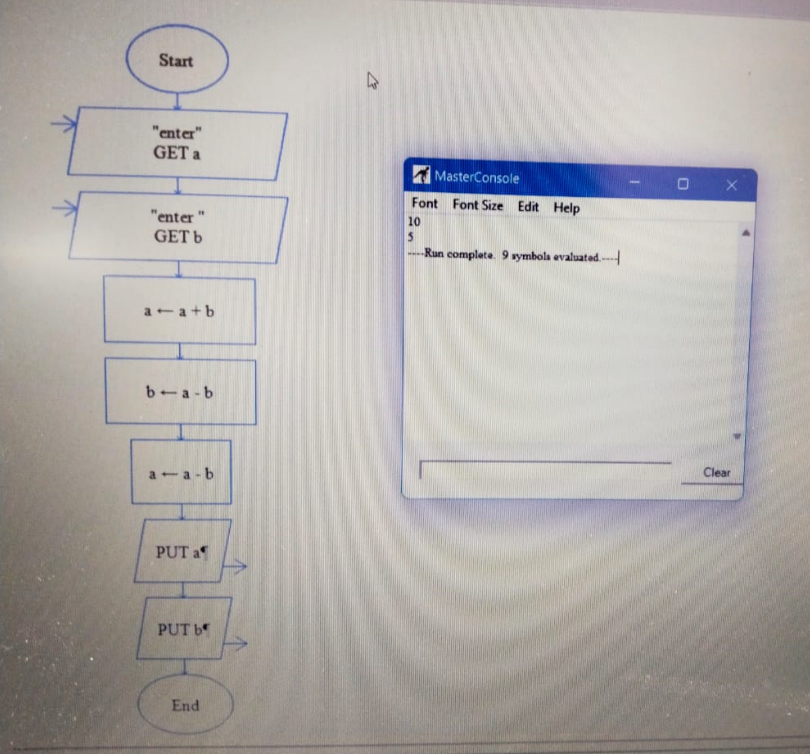 Start
"enter"
GET a
"enter "
GET b
a ← a + b
b ← a - b
a ← a - b
PUT a¶
PUT b¶
End
MasterConsole
Font Font Size Edit Help
10
5
----Run complete. 9 symbols evaluated.----
Clear